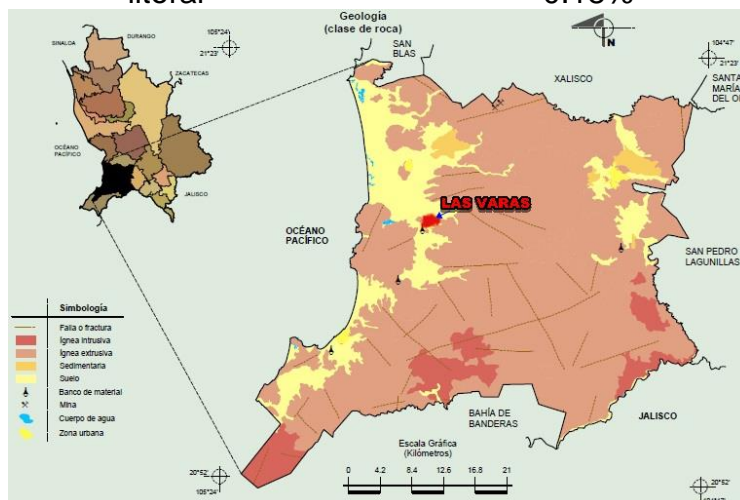 litoral 0.18%
Geología
(clase de roca)
N
105°24'
21°23'
DURANGO
SINALOA
ZACATECAS
OCÉANO
PACÍFICO
JALISCO
SAN
BLAS
XALISCO
104°47'
21°23'
SANTA
MARÍA
DEL O
LAS VARAS
OCÉANO
PACÍFICO
SAN PEDRO
LAGUNILLAS
Simbología
Falla o fractura
Ígnea intrusiva
Ígnea extrusiva
Sedimentaria
Suelo
Banco de material
Mina
Cuerpo de agua
Zona urbana
BAHÍA DE
BANDERAS
JALISCO
Escala Gráfica
(Kilómetros)
0 4.2 8.4 12.6 16.8 21
20°52'
105°24'
20°52'